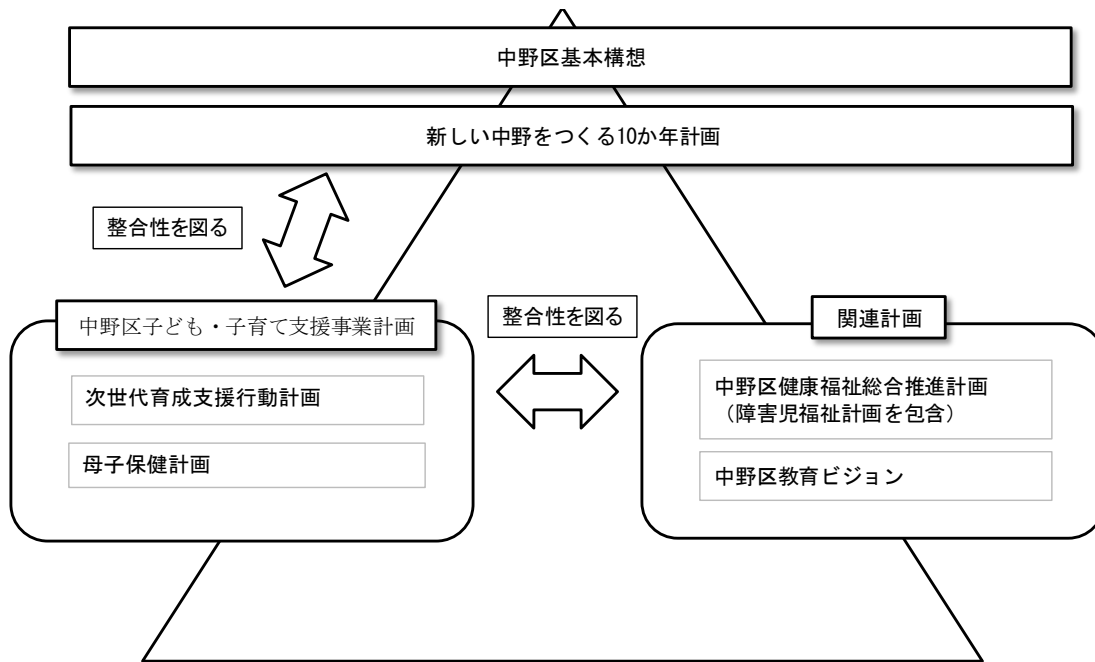 中野区基本構想
新しい中野をつくる10か年計画
整合性を図る
中野区子ども・子育て支援事業計画
次世代育成支援行動計画
母子保健計画
整合性を図る
関連計画
中野区健康福祉総合推進計画
（障害児福祉計画を包含）
中野区教育ビジョン